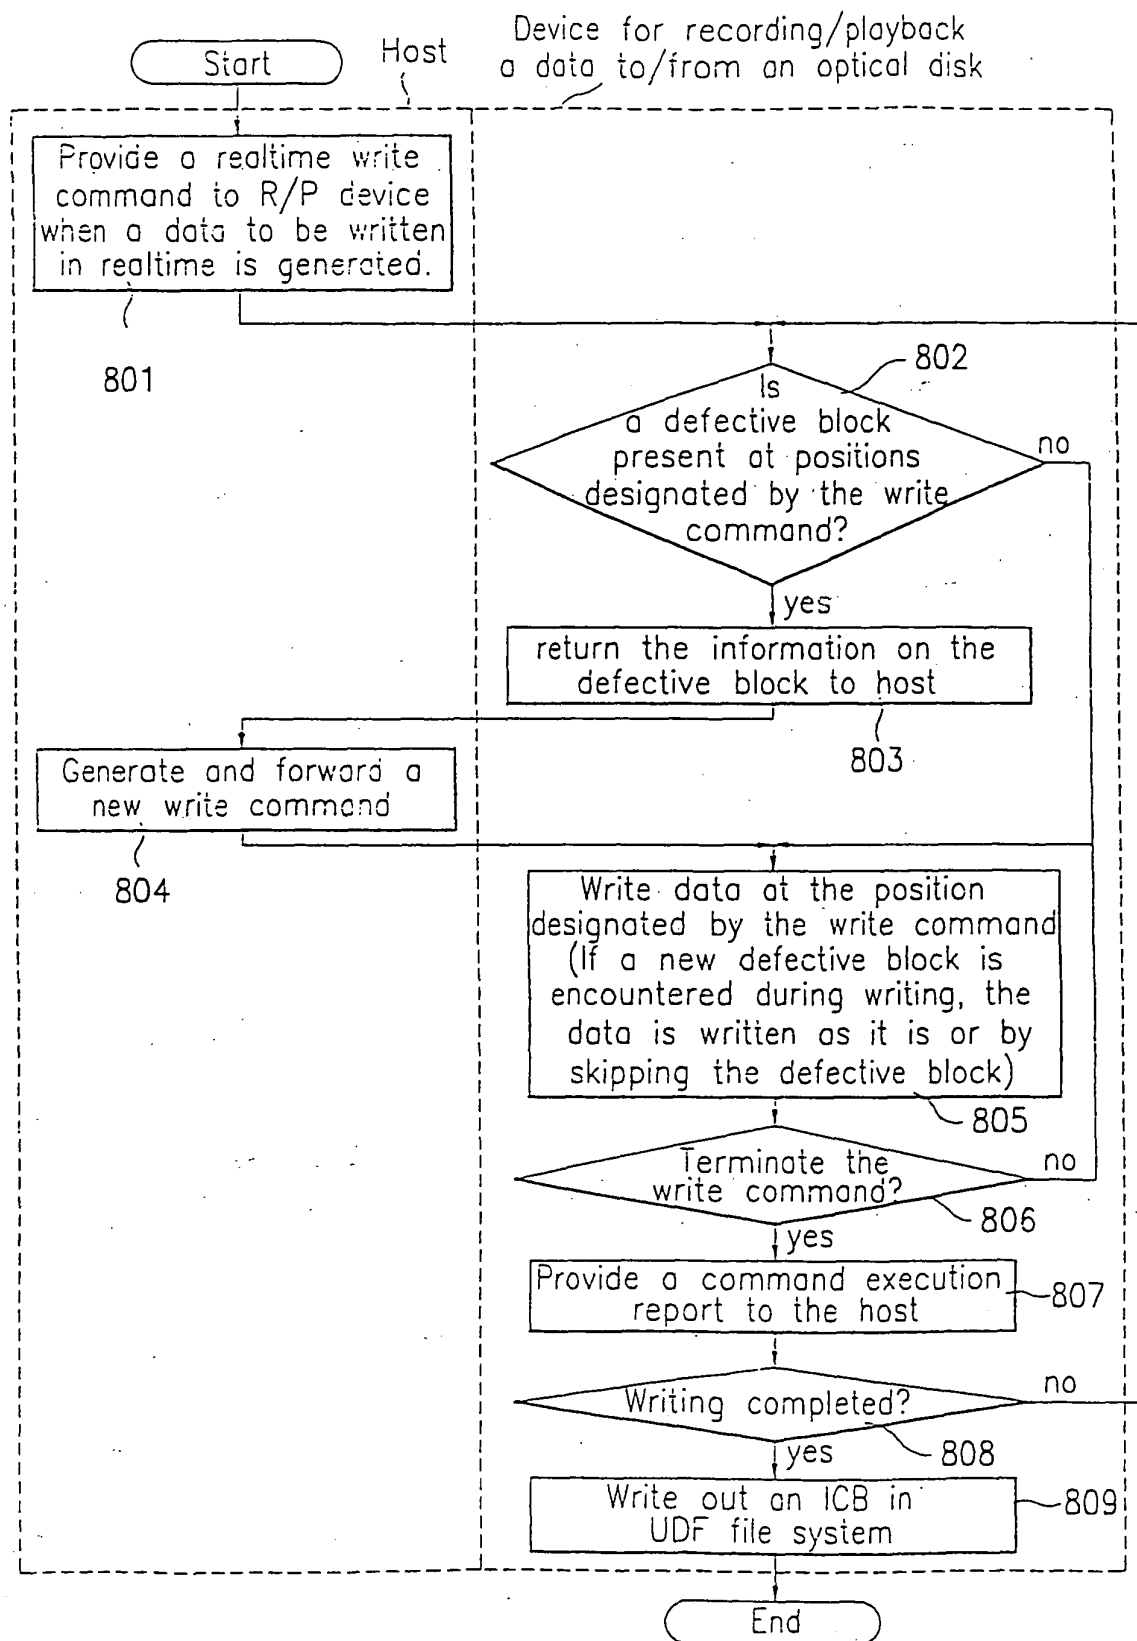 Start
Host
Device for recording/playback
a data to/from an optical disk
Provide a realtime write
command to R/P device
when a data to be written
in realtime is generated.
801
802
Is
a defective block
present at positions
designated by the write
command?
no
yes
return the information on the
defective block to host
803
Generate and forward a
new write command
804
Write data at the position
designated by the write command
(If a new defective block is
encountered during writing, the
data is written as it is or by
skipping the defective block)
805
Terminate the
write command?
no
806
yes
Provide a command execution
report to the host
807
Writing completed?
no
808
yes
Write out an ICB in
UDF file system
809
End